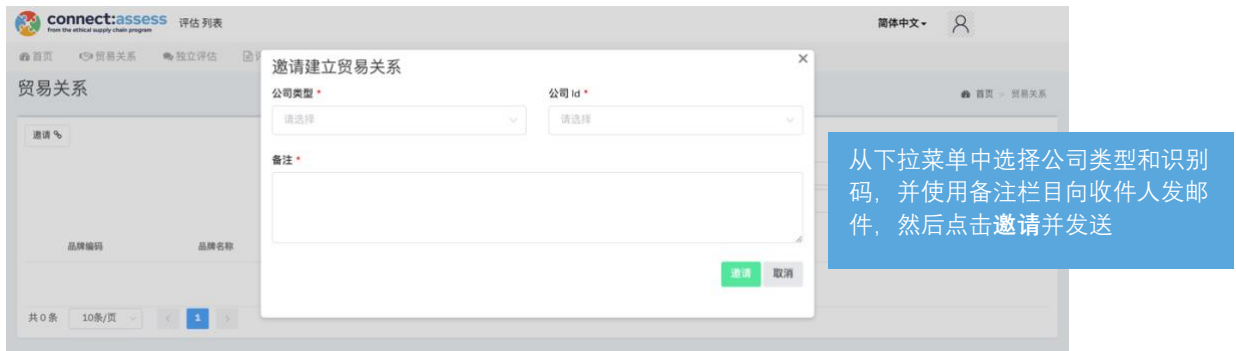 connect:assess 评估 列表
from the ethical supply chain program
简体中文
首页 贸易关系 独立评估
邀请建立贸易关系
贸易关系
首页 > 贸易关系
公司类型 *
公司 Id *
请选择
请选择
邀请
备注 *
从下拉菜单中选择公司类型和识别
码，并使用备注栏目向收件人发邮
件，然后点击邀请并发送
品牌编码
品牌名称
邀请
取消
共 0 条 10条/页 < 1 >